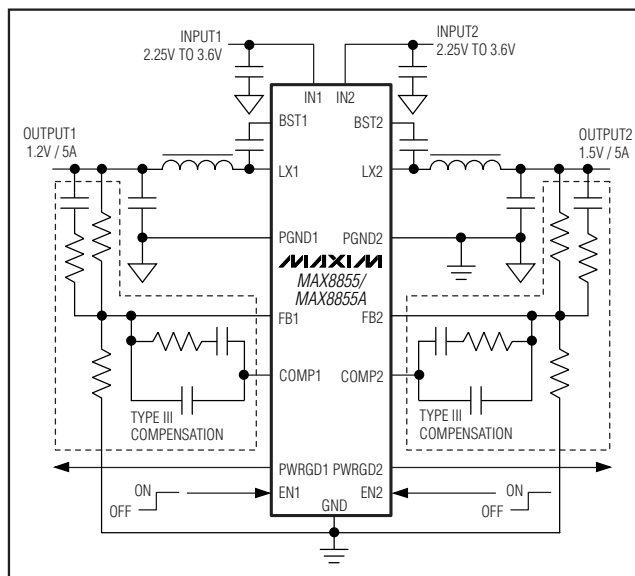 INPUT1
2.25V TO 3.6V
INPUT2
2.25V TO 3.6V
IN1 IN2
BST1 BST2
OUTPUT1
1.2V / 5A
OUTPUT2
1.5V / 5A
LX1 LX2
PGND1 PGND2
MAXIM
MAX8855/
MAX8855A
FB1 FB2
COMP1 COMP2
TYPE III
COMPENSATION
TYPE III
COMPENSATION
PWRGD1 PWRGD2
ON
OFF
EN1 EN2
ON
OFF
GND